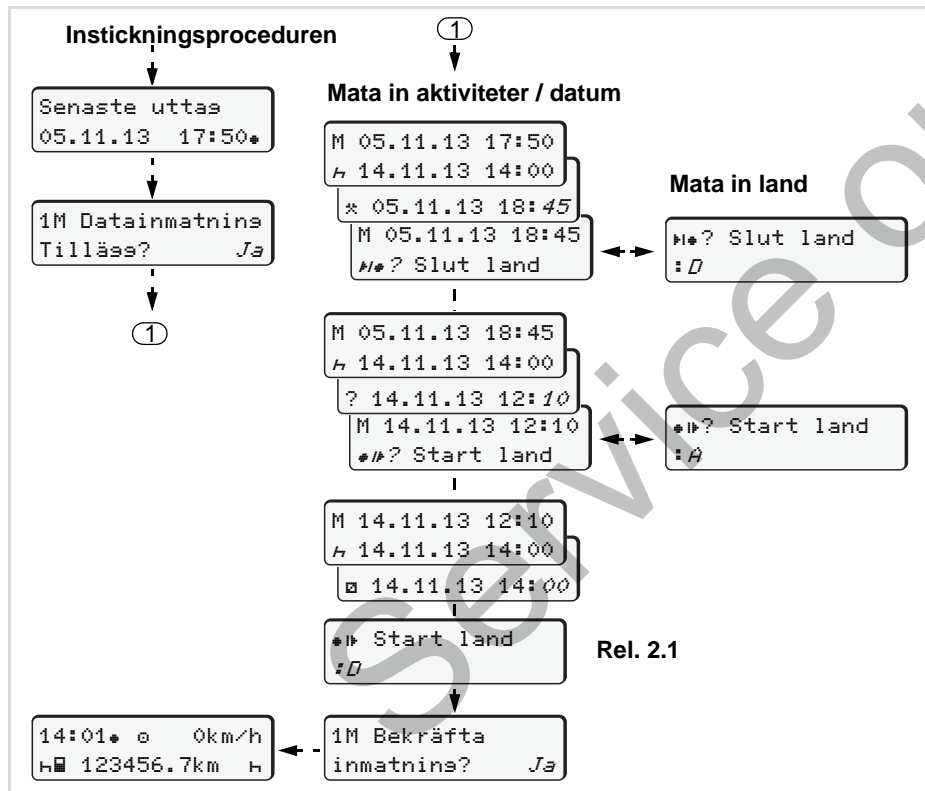 Instickningsproceduren
Senaste uttag
05.11.13 17:50
1M Datainmatning
Tillägg? Ja
1
1
Mata in aktiviteter / datum
M 05.11.13 17:50
14.11.13 14:00
05.11.13 18:45
M 05.11.13 18:45
? Slut land
Mata in land
? Slut land
:D
M 05.11.13 18:45
14.11.13 14:00
? 14.11.13 12:10
M 14.11.13 12:10
? Start land
? Start land
:A
M 14.11.13 12:10
14.11.13 14:00
14.11.13 14:00
Start land
:D
Rel. 2.1
1M Bekräfta
inmatning? Ja
14:01 0km/h
123456.7km
Service o